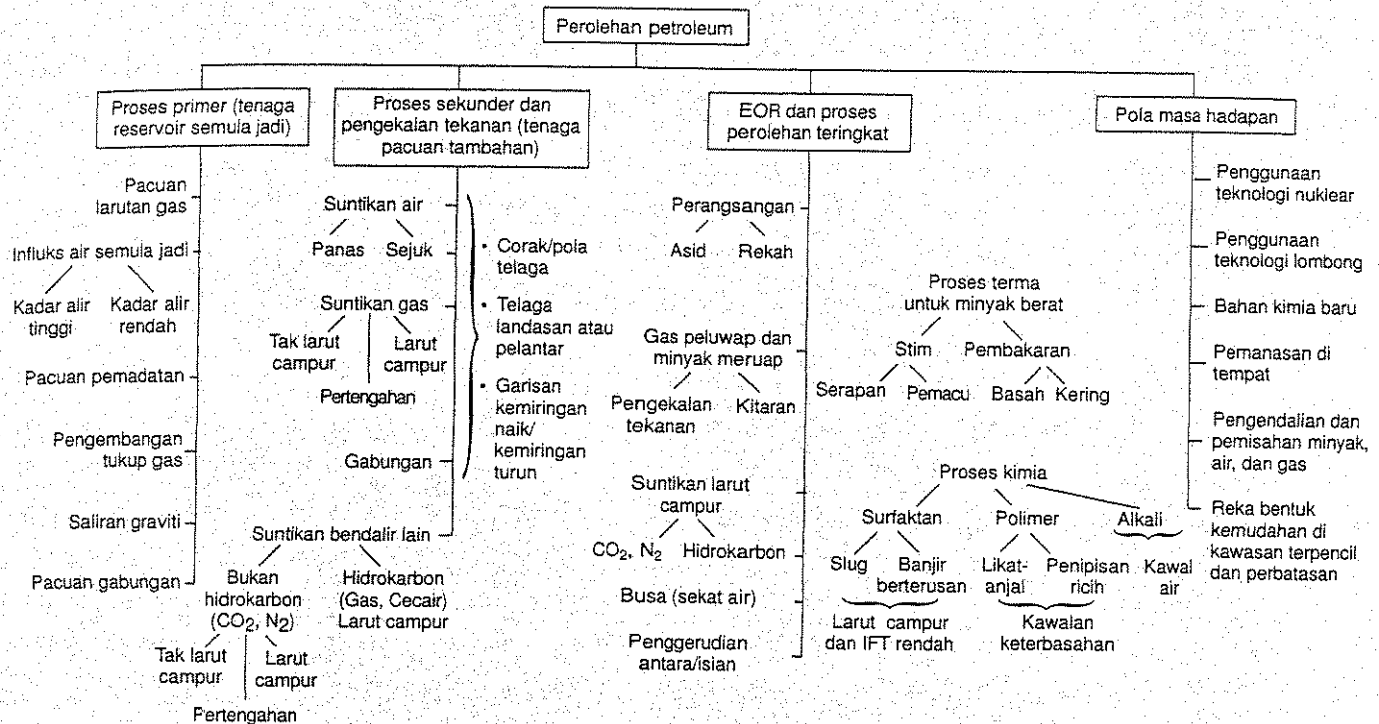 Perolehan petroleum
Proses primer (tenaga
reservoir semula jadi)
Pacuan
larutan gas
Influks air semula jadi
Kadar alir
tinggi
Kadar alir
rendah
Pacuan pemadatan
Pengembangan
tukup gas
Saliran graviti
Pacuan gabungan
Proses sekunder dan
pengekalan tekanan (tenaga
pacuan tambahan)
Suntikan air
Panas
Sejuk
Suntikan gas
Tak larut
campur
Larut
campur
Pertengahan
Gabungan
Suntikan bendalir lain
Bukan
hidrokarbon
(CO₂, N₂)
Tak larut
campur
Larut
campur
Pertengahan
Hidrokarbon
(Gas, Cecair)
Larut campur
• Corak/pola
telaga
• Telaga
landasan atau
pelantar
• Garisan
kemiringan
naik/
kemiringan
turun
EOR dan proses
perolehan teringkat
Perangsangan
Asid
Rekah
Gas peluwap dan
minyak meruap
Pengekalan
tekanan
Kitaran
Suntikan larut
campur
CO₂, N₂
Hidrokarbon
Busa (sekat air)
Penggerudian
antara/isian
Proses terma
untuk minyak berat
Stim
Pembakaran
Serapan
Pemacu
Basah
Kering
Proses kimia
Surfaktan
Polimer
Alkali
Slug
Banjir
berterusan
Likat-
anjal
Penipisan
ricih
Kawal
air
Larut campur
dan IFT rendah
Kawalan
keterbasahan
Pola masa hadapan
Penggunaan
teknologi nuklear
Penggunaan
teknologi lombong
Bahan kimia baru
Pemanasan di
tempat
Pengendalian dan
pemisahan minyak,
air, dan gas
Reka bentuk
kemudahan di
kawasan terpencil
dan perbatasan